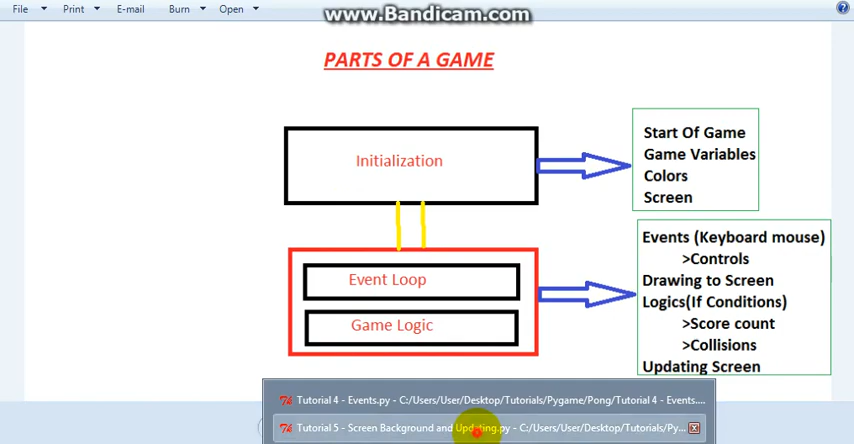 File Print E-mail Burn Open
www.Bandicam.com
PARTS OF A GAME
Initialization
Start Of Game
Game Variables
Colors
Screen
Event Loop
Game Logic
Events (Keyboard mouse)
>Controls
Drawing to Screen
Logics(If Conditions)
>Score count
>Collisions
Updating Screen
Tutorial 4 - Events.py - C:/Users/User/Desktop/Tutorials/Pygame/Pong/Tutorial 4 - Events....
Tutorial 5 - Screen Background and Updating.py - C:/Users/User/Desktop/Tutorials/Py...